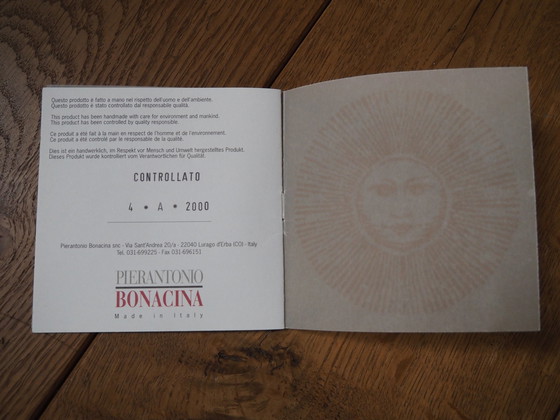 Questo prodotto è fatto a mano nel rispetto dell'uomo e dell'ambiente.
Questo prodotto è stato controllato dal responsabile qualità.
This product has been handmade with care for environment and mankind.
This product has been controlled by quality responsible.
Ce produit a été fait à la main en respect de l'homme et de l'environnement.
Ce produit a été controlé par le responsable de la qualité.
Dies ist ein handwerklich, im Respekt vor Mensch und Umwelt hergestelltes Produkt.
Dieses Produkt wurde kontrolliert vom Verantwortlichen für Qualität.
CONTROLLATO
4 • A • 2000
Pierantonio Bonacina snc - Via Sant'Andrea 20/a - 22040 Lurago d'Erba (CO) - Italy
Tel. 031-699225 - Fax 031-696151
PIERANTONIO
BONACINA
Made in Italy